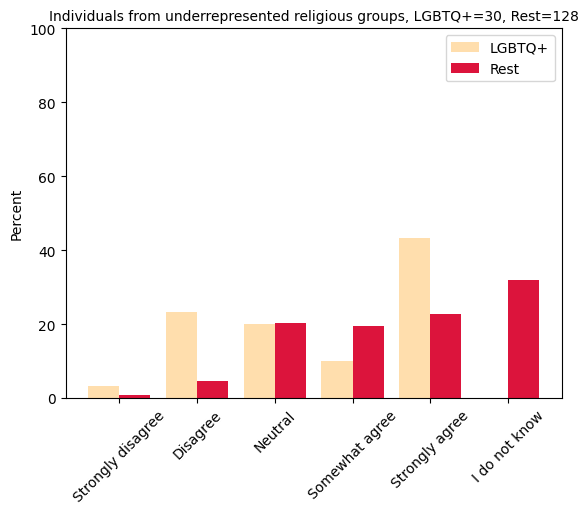 Individuals from underrepresented religious groups, LGBTQ+=30, Rest=128
100
80
60
40
20
0
Percent
LGBTQ+
Rest
Strongly disagree
Disagree
Neutral
Somewhat agree
Strongly agree
I do not know